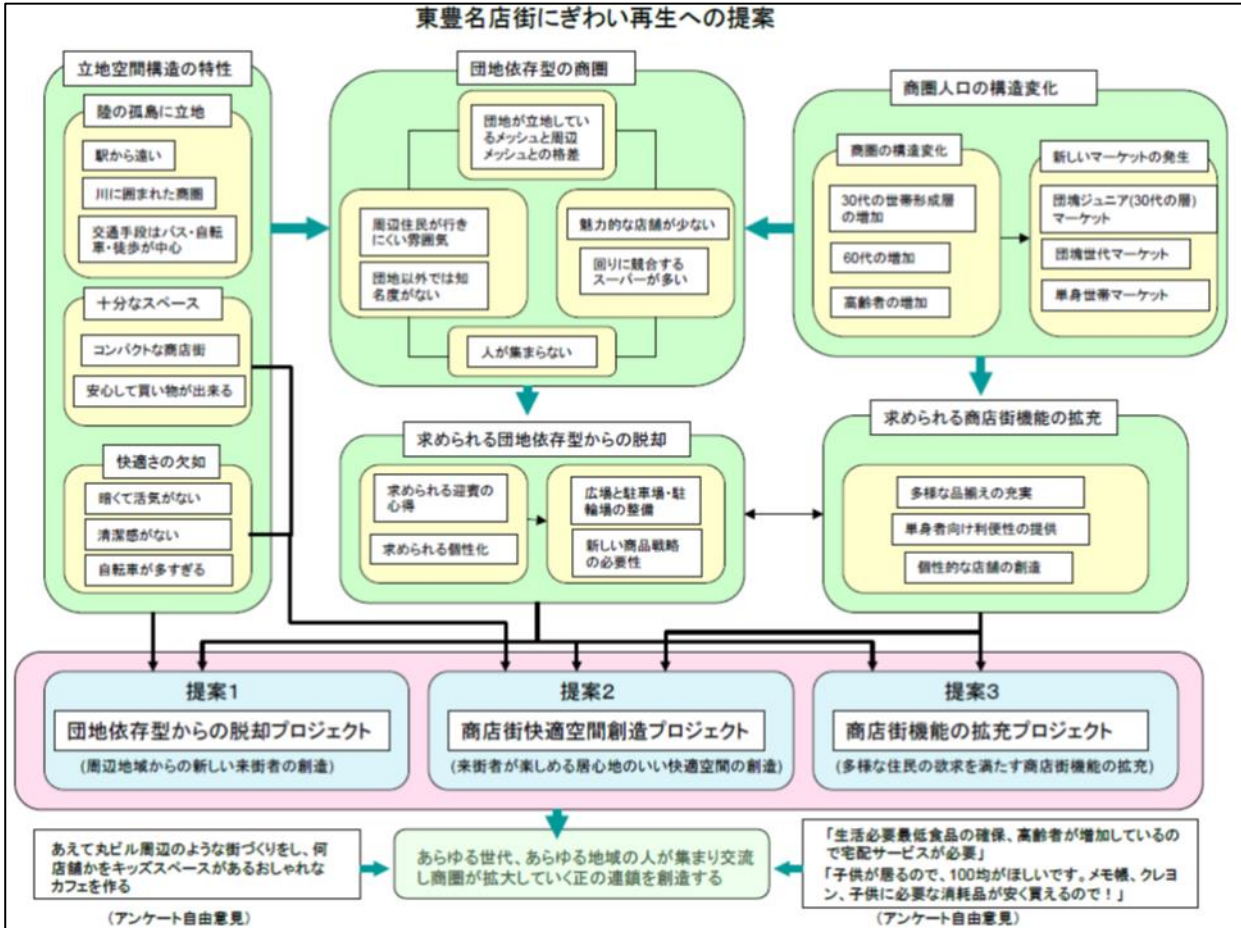 東豊名店街にぎわい再生への提案
立地空間構造の特性
陸の孤島に立地
駅から遠い
川に囲まれた商圏
交通手段はバス・自転
車・徒歩が中心
十分なスペース
コンパクトな商店街
安心して買い物が出来る
快適さの欠如
暗くて活気がない
清潔感がない
自転車が多すぎる
団地依存型の商圏
団地が立地してい
るメッシュと周辺
メッシュとの格差
周辺住民が行き
にくい雰囲気
団地以外では知
名度がない
魅力的な店舗が少ない
回りに競合する
スーパーが多い
人が集まらない
商圏人口の構造変化
商圏の構造変化
30代の世帯形成層
の増加
60代の増加
高齢者の増加
新しいマーケットの発生
団塊ジュニア(30代の層)
マーケット
団塊世代マーケット
単身世帯マーケット
求められる団地依存型からの脱却
求められる迎賓の
心得
求められる個性化
広場と駐車場・駐
輪場の整備
新しい商品戦略
の必要性
求められる商店街機能の拡充
多様な品揃えの充実
単身者向け利便性の提供
個性的な店舗の創造
提案1
団地依存型からの脱却プロジェクト
(周辺地域からの新しい来街者の創造)
提案2
商店街快適空間創造プロジェクト
(来街者が楽しめる居心地のいい快適空間の創造)
提案3
商店街機能の拡充プロジェクト
(多様な住民の欲求を満たす商店街機能の拡充)
あえて丸ビル周辺のような街づくりをし、何
店舗かをキッズスペースがあるおしゃれな
カフェを作る
(アンケート自由意見)
あらゆる世代、あらゆる地域の人が集まり交流
し商圏が拡大していく正の連鎖を創造する
「生活必要最低食品の確保、高齢者が増加しているの
で宅配サービスが必要」
「子供が居るので、100均がほしいです。メモ帳、クレヨ
ン、子供に必要な消耗品が安く買えるので！」
(アンケート自由意見)